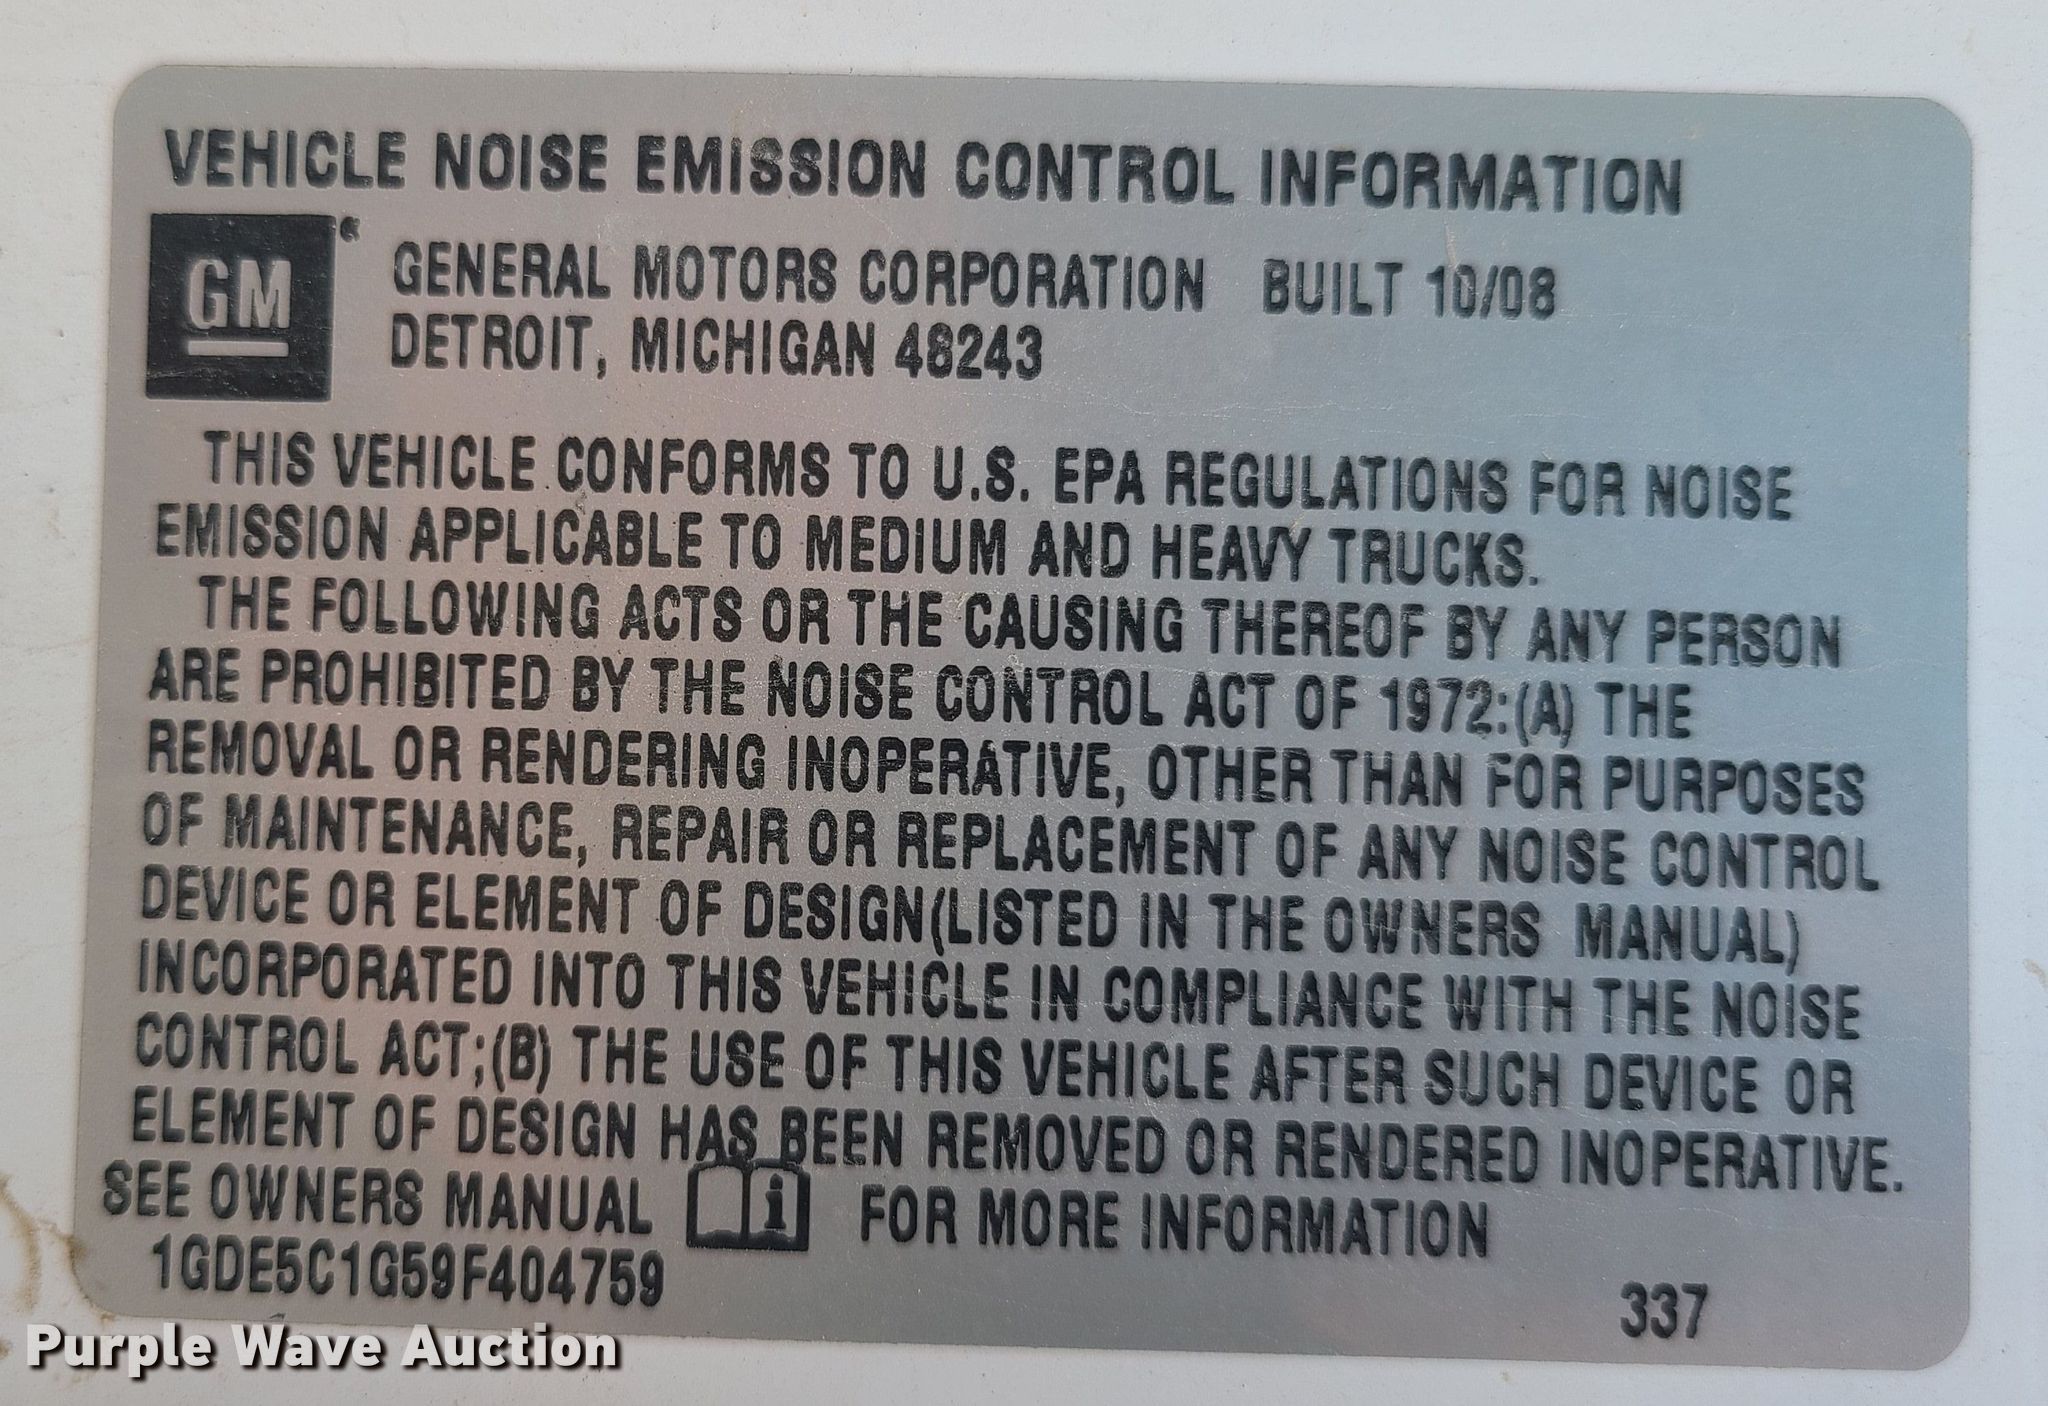 VEHICLE NOISE EMISSION CONTROL INFORMATION
GM
GENERAL MOTORS CORPORATION BUILT 10/08
DETROIT, MICHIGAN 48243
THIS VEHICLE CONFORMS TO U.S. EPA REGULATIONS FOR NOISE
EMISSION APPLICABLE TO MEDIUM AND HEAVY TRUCKS.
THE FOLLOWING ACTS OR THE CAUSING THEREOF BY ANY PERSON
ARE PROHIBITED BY THE NOISE CONTROL ACT OF 1972:(A) THE
REMOVAL OR RENDERING INOPERATIVE, OTHER THAN FOR PURPOSES
OF MAINTENANCE, REPAIR OR REPLACEMENT OF ANY NOISE CONTROL
DEVICE OR ELEMENT OF DESIGN(LISTED IN THE OWNERS MANUAL)
INCORPORATED INTO THIS VEHICLE IN COMPLIANCE WITH THE NOISE
CONTROL ACT;(B) THE USE OF THIS VEHICLE AFTER SUCH DEVICE OR
ELEMENT OF DESIGN HAS BEEN REMOVED OR RENDERED INOPERATIVE.
SEE OWNERS MANUAL i FOR MORE INFORMATION
1GDE5C1G59F404759
337
Purple Wave Auction